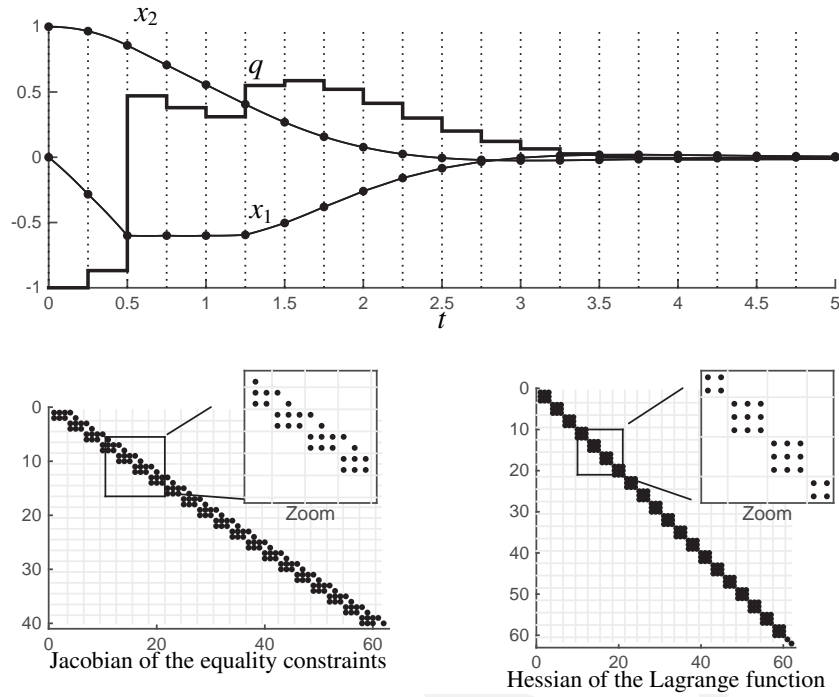 x2
1
q
0.5
0
x1
-0.5
-1
0 0.5 1 1.5 2 2.5 3 3.5 4 4.5 5
t
0
10
20
30
40
0 20 40 60
Zoom
Jacobian of the equality constraints
0
10
20
30
40
50
60
0 20 40 60
Zoom
Hessian of the Lagrange function